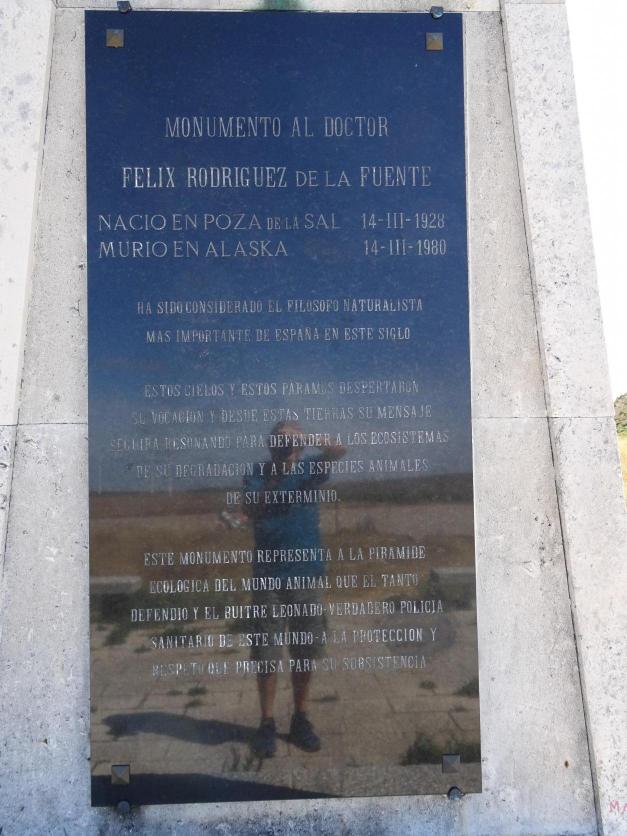 MONUMENTO AL DOCTOR
FELIX RODRIGUEZ DE LA FUENTE
NACIO EN POZA DE LA SAL 14-III-1928
MURIO EN ALASKA 14-III-1980
HA SIDO CONSIDERADO EL FILOSOFO NATURALISTA
MAS IMPORTANTE DE ESPAÑA EN ESTE SIGLO
ESTOS CIELOS Y ESTOS PARAMOS DESPERTARON
SU VOCACION Y DESDE ESTAS TIERRAS SU MENSAJE
SEGUIRA RESONANDO PARA DEFENDER A LOS ECOSISTEMAS
DE SU DEGRADACION Y A LAS ESPECIES ANIMALES
DE SU EXTERMINIO.
ESTE MONUMENTO REPRESENTA A LA PIRAMIDE
ECOLOGICA DEL MUNDO ANIMAL QUE EL TANTO
DEFENDIO Y EL BUITRE LEONADO-VERDADERO POLICIA
SANITARIO DE ESTE MUNDO-A LA PROTECCION Y
RESPETO QUE PRECISA PARA SU SUBSISTENCIA